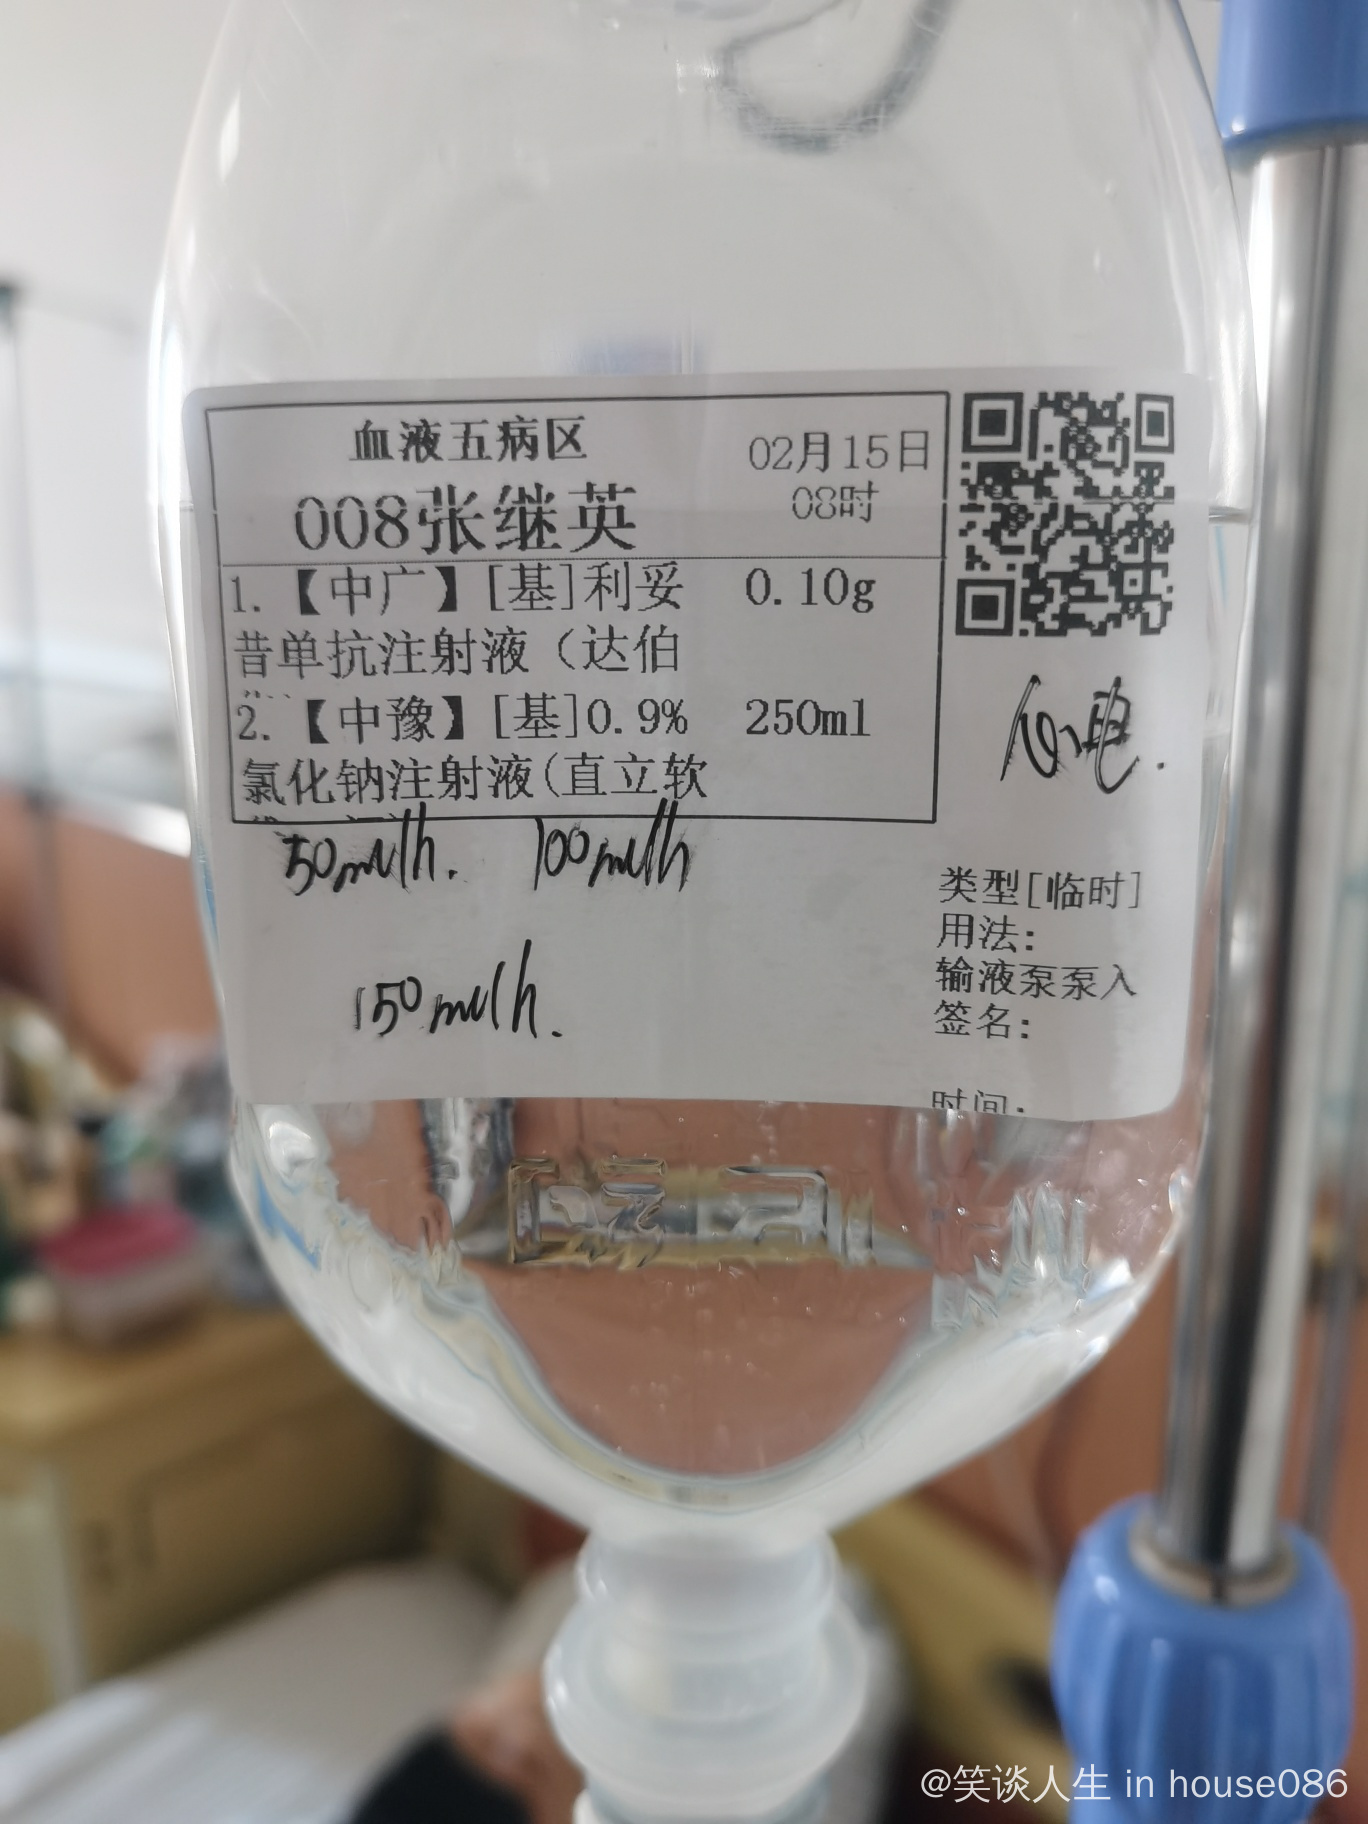 血液五病区
02月15日
08时
008张继英
1.【中广】[基]利妥 0.10g
昔单抗注射液（达伯
2.【中豫】[基]0.9% 250ml
氯化钠注射液(直立软
50ml/h. 100ml/h
150ml/h.
心电.
类型[临时]
用法:
输液泵泵入
签名:
时间:
@笑谈人生 in house086